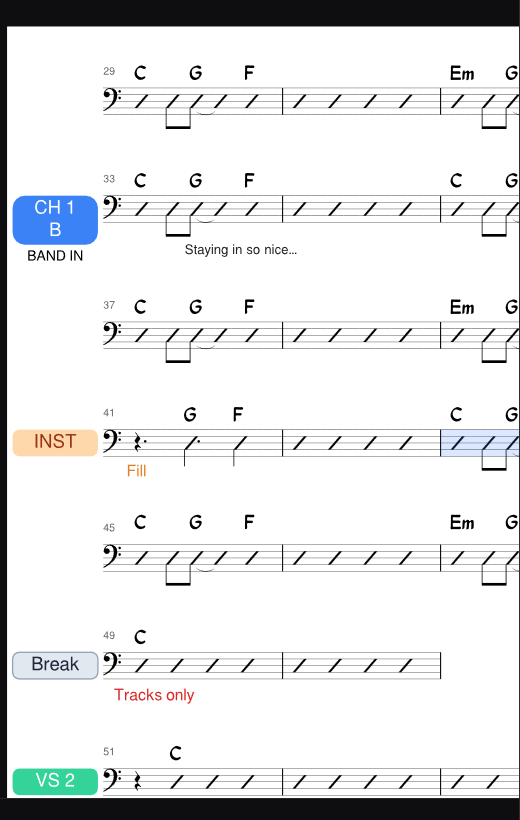 29 C G F Em G
33 C G F C G
CH 1
B
BAND IN
Staying in so nice...
37 C G F Em G
41 G F C G
INST
Fill
45 C G F Em G
49 C
Break
Tracks only
51 C
VS 2